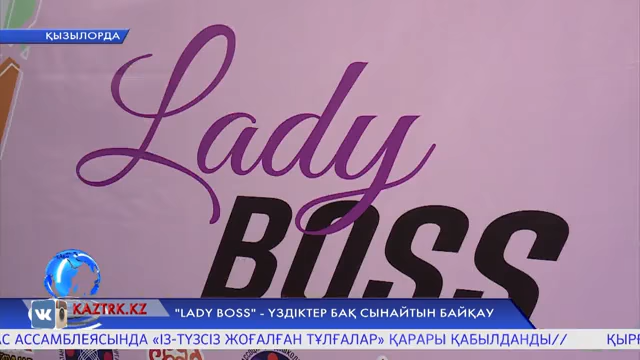 ҚЫЗЫЛОРДА
Lady
BOSS
KAZTRK.KZ
"LADY BOSS" - ҮЗДІКТЕР БАҚ СЫНАЙТЫН БАЙҚАУ
АССАМБЛЕЯСЫНДА «ІЗ-ТҮЗСІЗ ЖОҒАЛҒАН ТҰЛҒАЛАР» ҚАРАРЫ ҚАБЫЛДАНДЫ//